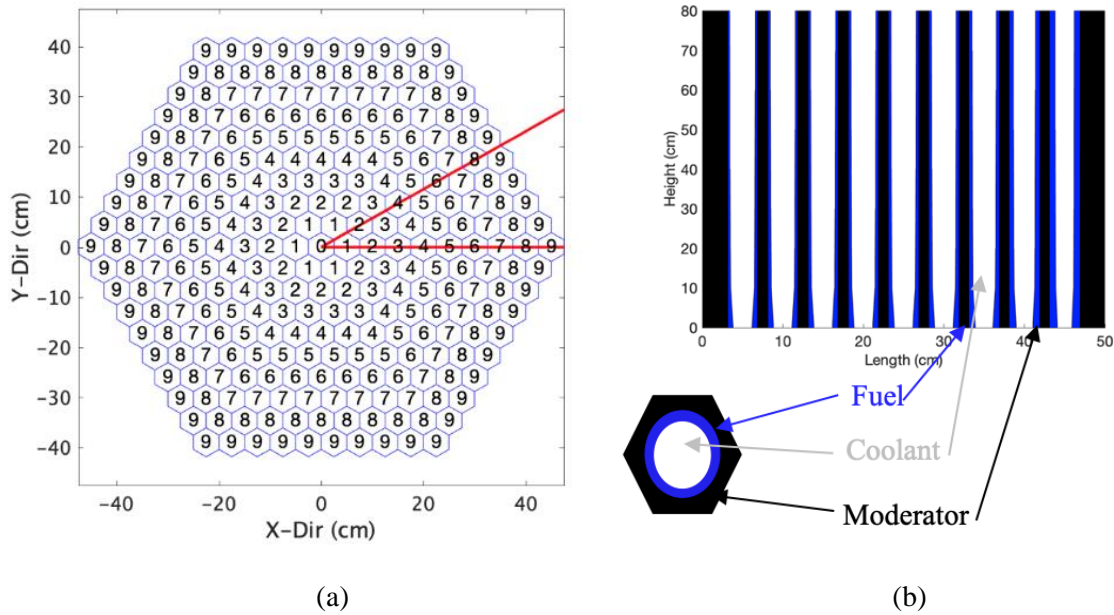 40
30
20
10
0
−10
−20
−30
−40
Y−Dir (cm)
9 9 9 9 9 9 9 9 9 9
9 8 8 8 8 8 8 8 8 8 9
9 8 7 7 7 7 7 7 7 7 8 9
9 8 7 6 6 6 6 6 6 6 7 8 9
9 8 7 6 5 5 5 5 5 5 6 7 8 9
9 8 7 6 5 4 4 4 4 4 5 6 7 8 9
9 8 7 6 5 4 3 3 3 3 4 5 6 7 8 9
9 8 7 6 5 4 3 2 2 2 3 4 5 6 7 8 9
9 8 7 6 5 4 3 2 1 1 2 3 4 5 6 7 8 9
9 8 7 6 5 4 3 2 1 0 1 2 3 4 5 6 7 8 9
9 8 7 6 5 4 3 2 1 1 2 3 4 5 6 7 8 9
9 8 7 6 5 4 3 2 2 2 3 4 5 6 7 8 9
9 8 7 6 5 4 3 3 3 3 4 5 6 7 8 9
9 8 7 6 5 4 4 4 4 4 5 6 7 8 9
9 8 7 6 5 5 5 5 5 5 6 7 8 9
9 8 7 6 6 6 6 6 6 6 7 8 9
9 8 7 7 7 7 7 7 7 7 8 9
9 8 8 8 8 8 8 8 8 8 9
9 9 9 9 9 9 9 9 9 9
−40 −20 0 20 40
X−Dir (cm)
(a)
80
70
60
50
40
30
20
10
0
Height (cm)
0 10 20 30 40 50
Length (cm)
Fuel
Coolant
Moderator
(b)